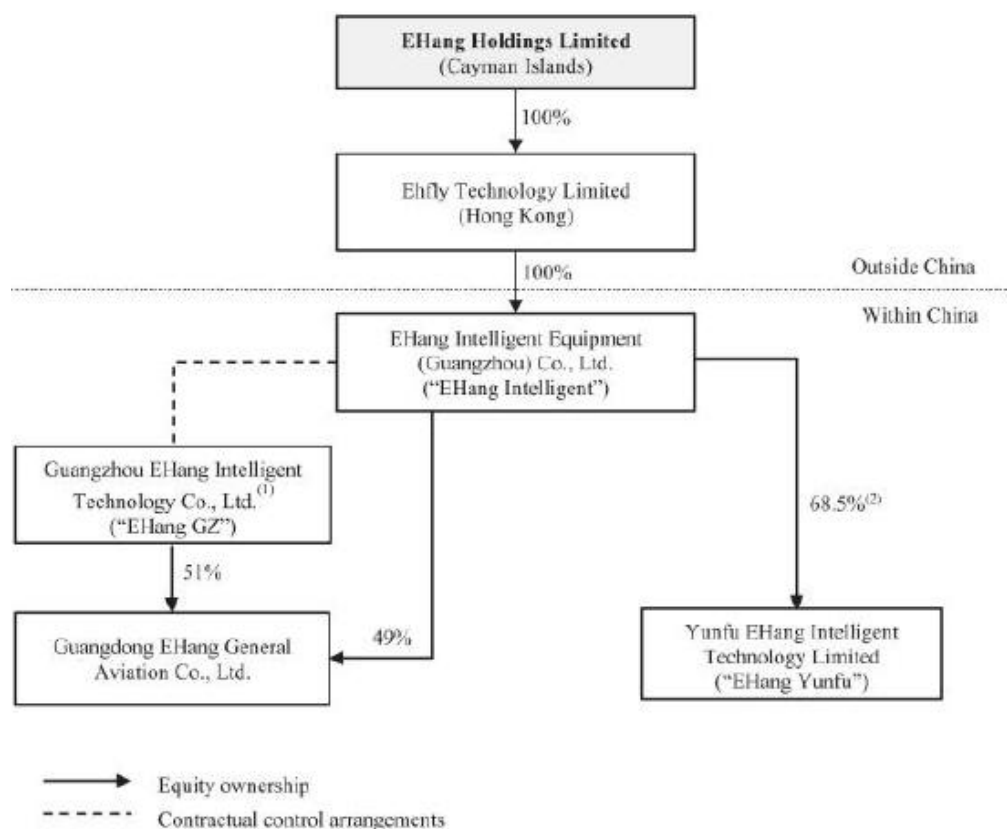 EHang Holdings Limited
(Cayman Islands)
100%
Ehfly Technology Limited
(Hong Kong)
100%
Outside China
Within China
EHang Intelligent Equipment
(Guangzhou) Co., Ltd.
(“EHang Intelligent”)
Guangzhou EHang Intelligent
Technology Co., Ltd.(1)
(“EHang GZ”)
68.5%(2)
51%
49%
Guangdong EHang General
Aviation Co., Ltd.
Yunfu EHang Intelligent
Technology Limited
(“EHang Yunfu”)
Equity ownership
Contractual control arrangements